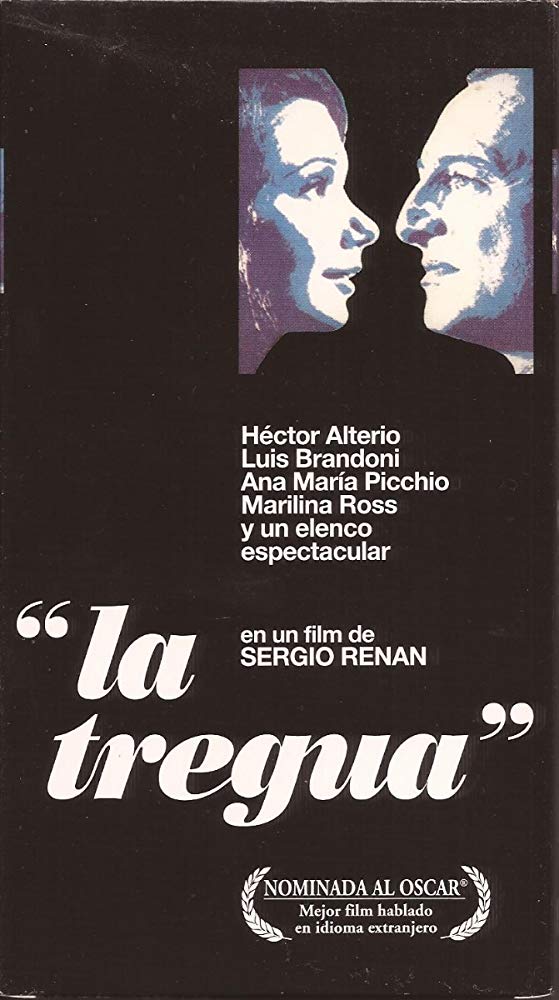 Héctor Alterio
Luis Brandoni
Ana María Picchio
Marilina Ross
y un elenco
espectacular
en un film de
SERGIO RENAN
“la
tregua”
NOMINADA AL OSCAR®
Mejor film hablado
en idioma extranjero